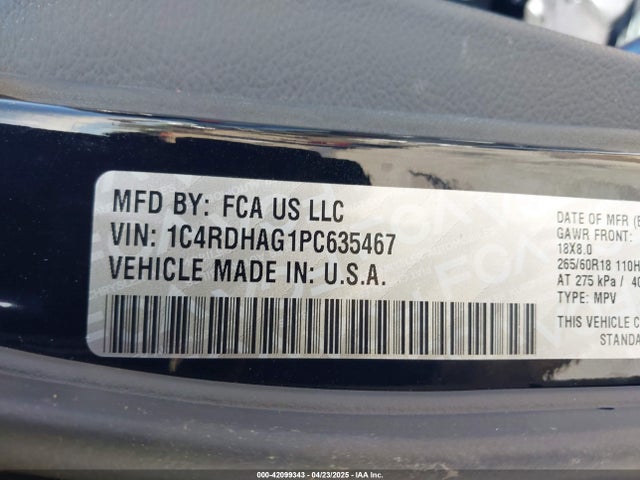 MFD BY: FCA US LLC
VIN: 1C4RDHAG1PC635467
VEHICLE MADE IN: U.S.A.
DATE OF MFR
GAWR FRONT:
18X8.0
265/60R18 110H
AT 275 kPa / 40
TYPE: MPV
THIS VEHICLE
000-42099343 - 04/23/2025 - IAA Inc.